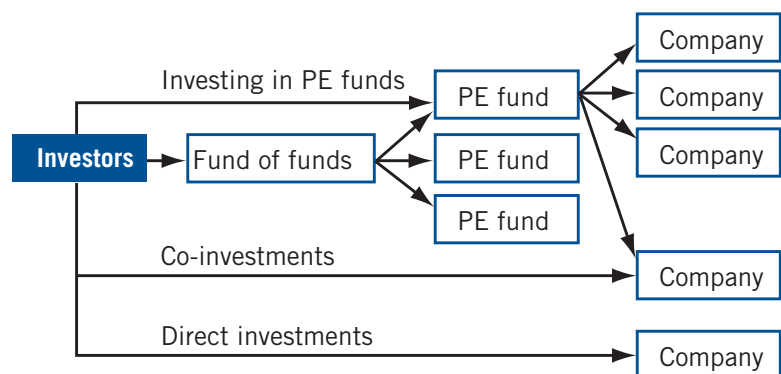 Company
Investing in PE funds
PE fund
Company
Company
Investors
Fund of funds
PE fund
PE fund
Co-investments
Company
Direct investments
Company